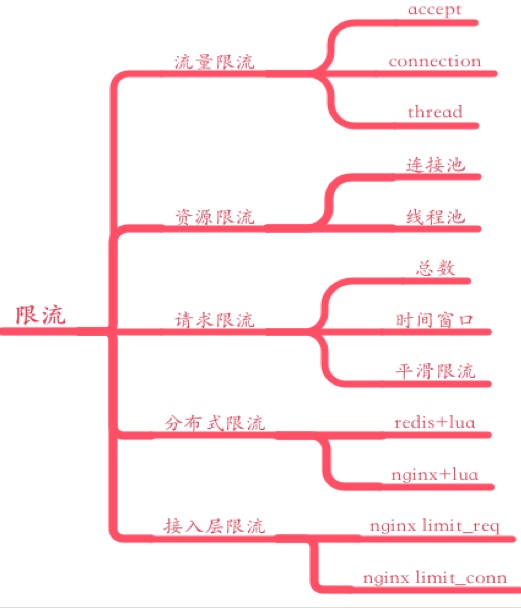 限流
流量限流
accept
connection
thread
资源限流
连接池
线程池
请求限流
总数
时间窗口
平滑限流
分布式限流
redis+lua
nginx+lua
接入层限流
nginx limit_req
nginx limit_conn